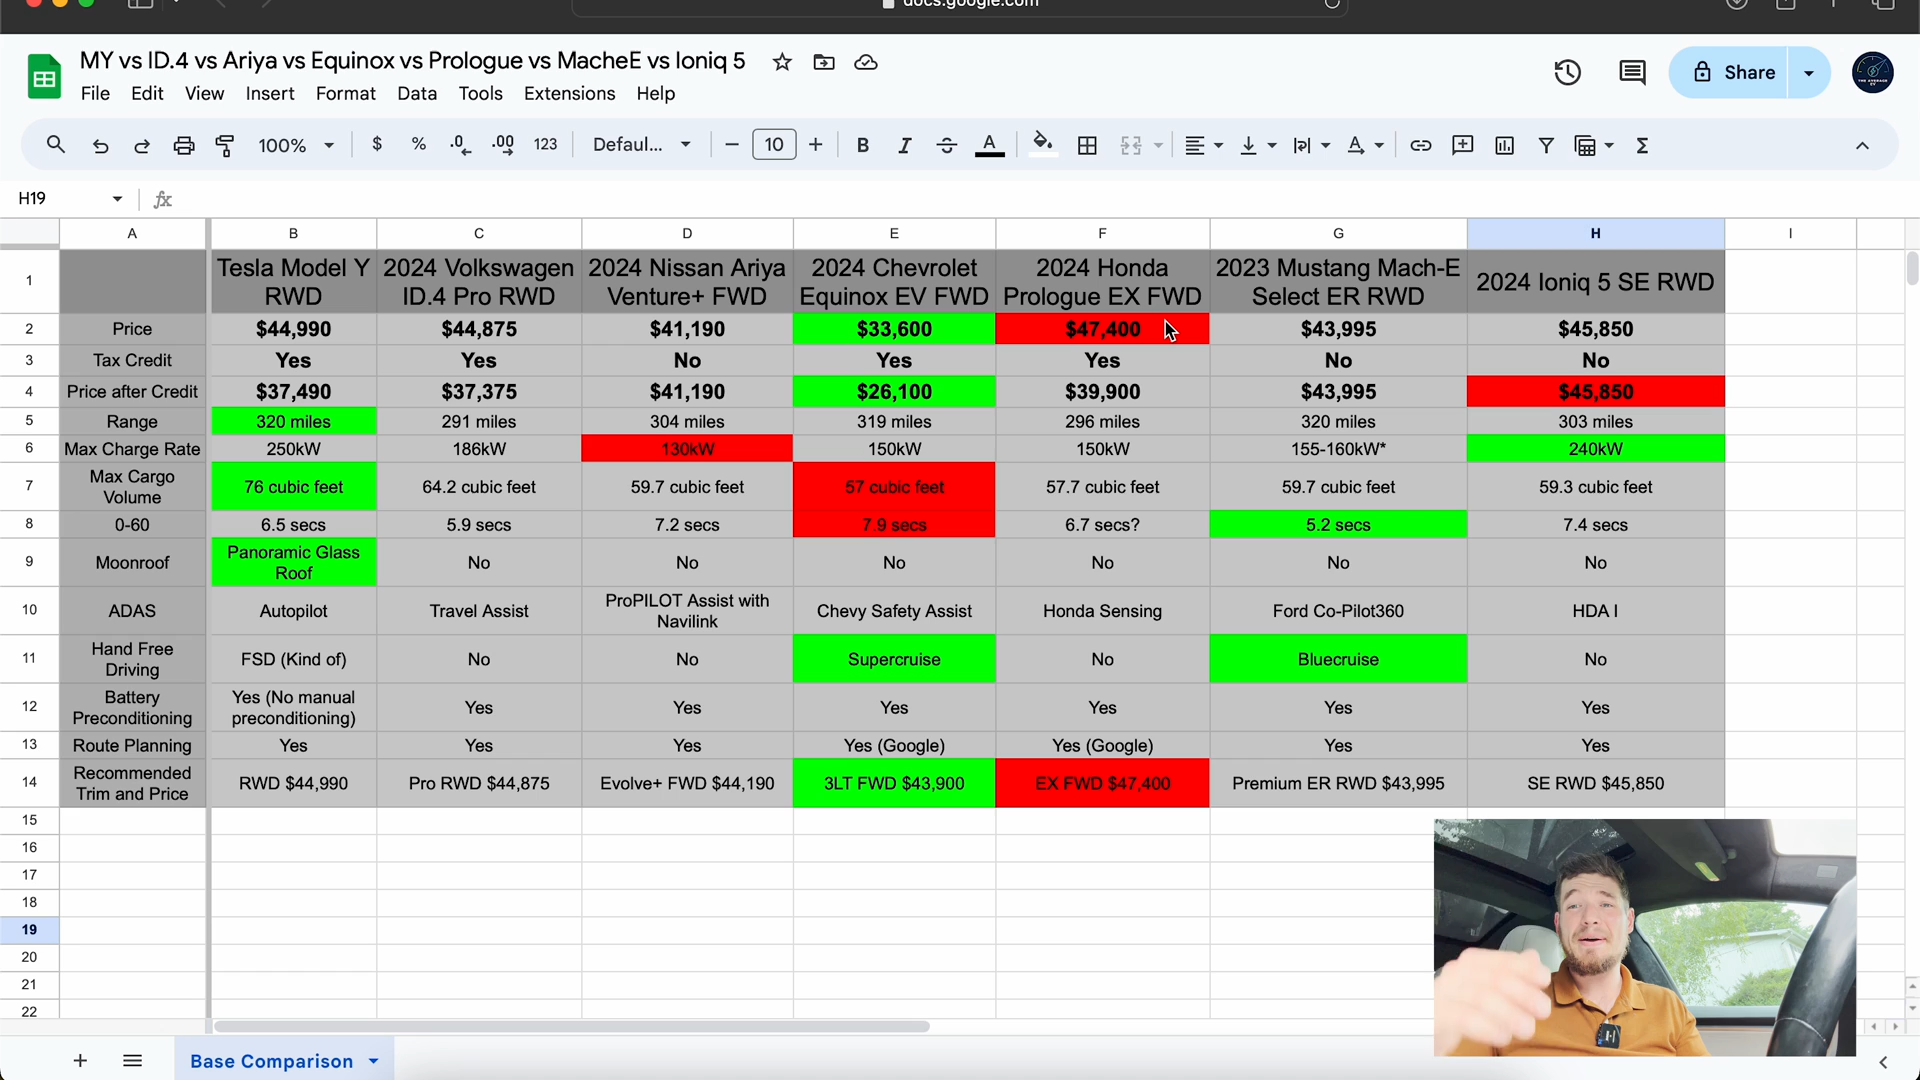 docs.google.com
MY vs ID.4 vs Ariya vs Equinox vs Prologue vs MacheE vs Ioniq 5
File Edit View Insert Format Data Tools Extensions Help
Share
100% $ % .0 .00 123 Defaul... 10 B I A
H19 fx
A B C D E F G H I
1 Tesla Model Y RWD 2024 Volkswagen ID.4 Pro RWD 2024 Nissan Ariya Venture+ FWD 2024 Chevrolet Equinox EV FWD 2024 Honda Prologue EX FWD 2023 Mustang Mach-E Select ER RWD 2024 Ioniq 5 SE RWD
2 Price $44,990 $44,875 $41,190 $33,600 $47,400 $43,995 $45,850
3 Tax Credit Yes Yes No Yes Yes No No
4 Price after Credit $37,490 $37,375 $41,190 $26,100 $39,900 $43,995 $45,850
5 Range 320 miles 291 miles 304 miles 319 miles 296 miles 320 miles 303 miles
6 Max Charge Rate 250kW 186kW 130kW 150kW 150kW 155-160kW* 240kW
7 Max Cargo Volume 76 cubic feet 64.2 cubic feet 59.7 cubic feet 57 cubic feet 57.7 cubic feet 59.7 cubic feet 59.3 cubic feet
8 0-60 6.5 secs 5.9 secs 7.2 secs 7.9 secs 6.7 secs? 5.2 secs 7.4 secs
9 Moonroof Panoramic Glass Roof No No No No No No
10 ADAS Autopilot Travel Assist ProPILOT Assist with Navilink Chevy Safety Assist Honda Sensing Ford Co-Pilot360 HDA I
11 Hand Free Driving FSD (Kind of) No No Supercruise No Bluecruise No
12 Battery Preconditioning Yes (No manual preconditioning) Yes Yes Yes Yes Yes Yes
13 Route Planning Yes Yes Yes Yes (Google) Yes (Google) Yes Yes
14 Recommended Trim and Price RWD $44,990 Pro RWD $44,875 Evolve+ FWD $44,190 3LT FWD $43,900 EX FWD $47,400 Premium ER RWD $43,995 SE RWD $45,850
15
16
17
18
19
20
21
22
Base Comparison